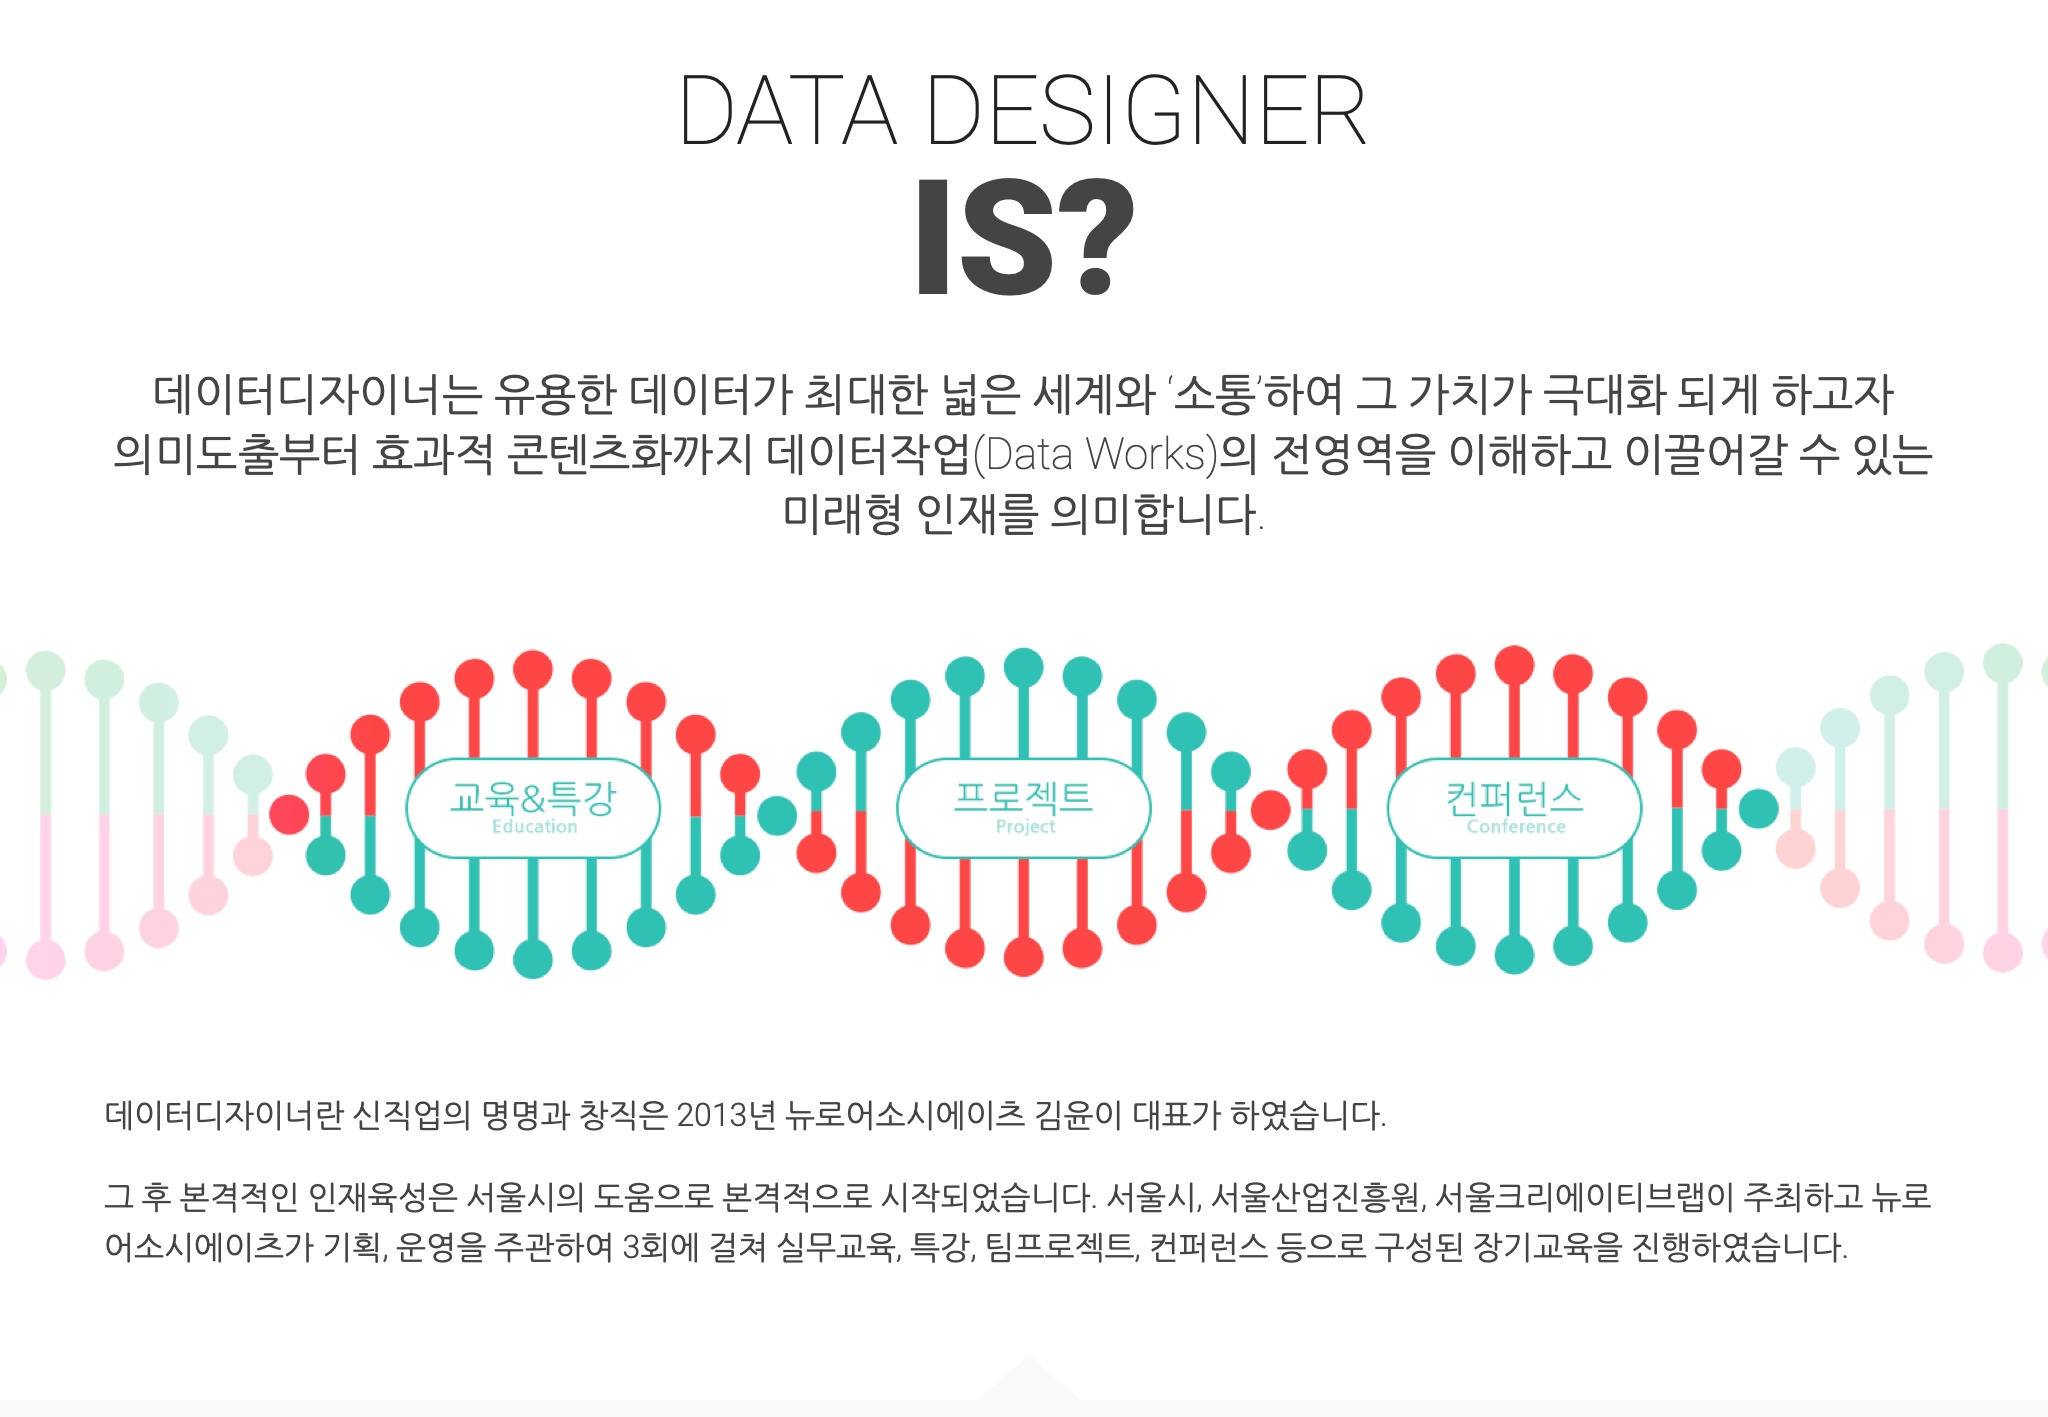 DATA DESIGNER
IS?
데이터디자이너는 유용한 데이터가 최대한 넓은 세계와 ‘소통’하여 그 가치가 극대화 되게 하고자
의미도출부터 효과적 콘텐츠화까지 데이터작업(Data Works)의 전영역을 이해하고 이끌어갈 수 있는
미래형 인재를 의미합니다.
교육&특강
Education
프로젝트
Project
컨퍼런스
Conference
데이터디자이너란 신직업의 명명과 창직은 2013년 뉴로어소시에이츠 김윤이 대표가 하였습니다.
그 후 본격적인 인재육성은 서울시의 도움으로 본격적으로 시작되었습니다. 서울시, 서울산업진흥원, 서울크리에이티브랩이 주최하고 뉴로
어소시에이츠가 기획, 운영을 주관하여 3회에 걸쳐 실무교육, 특강, 팀프로젝트, 컨퍼런스 등으로 구성된 장기교육을 진행하였습니다.